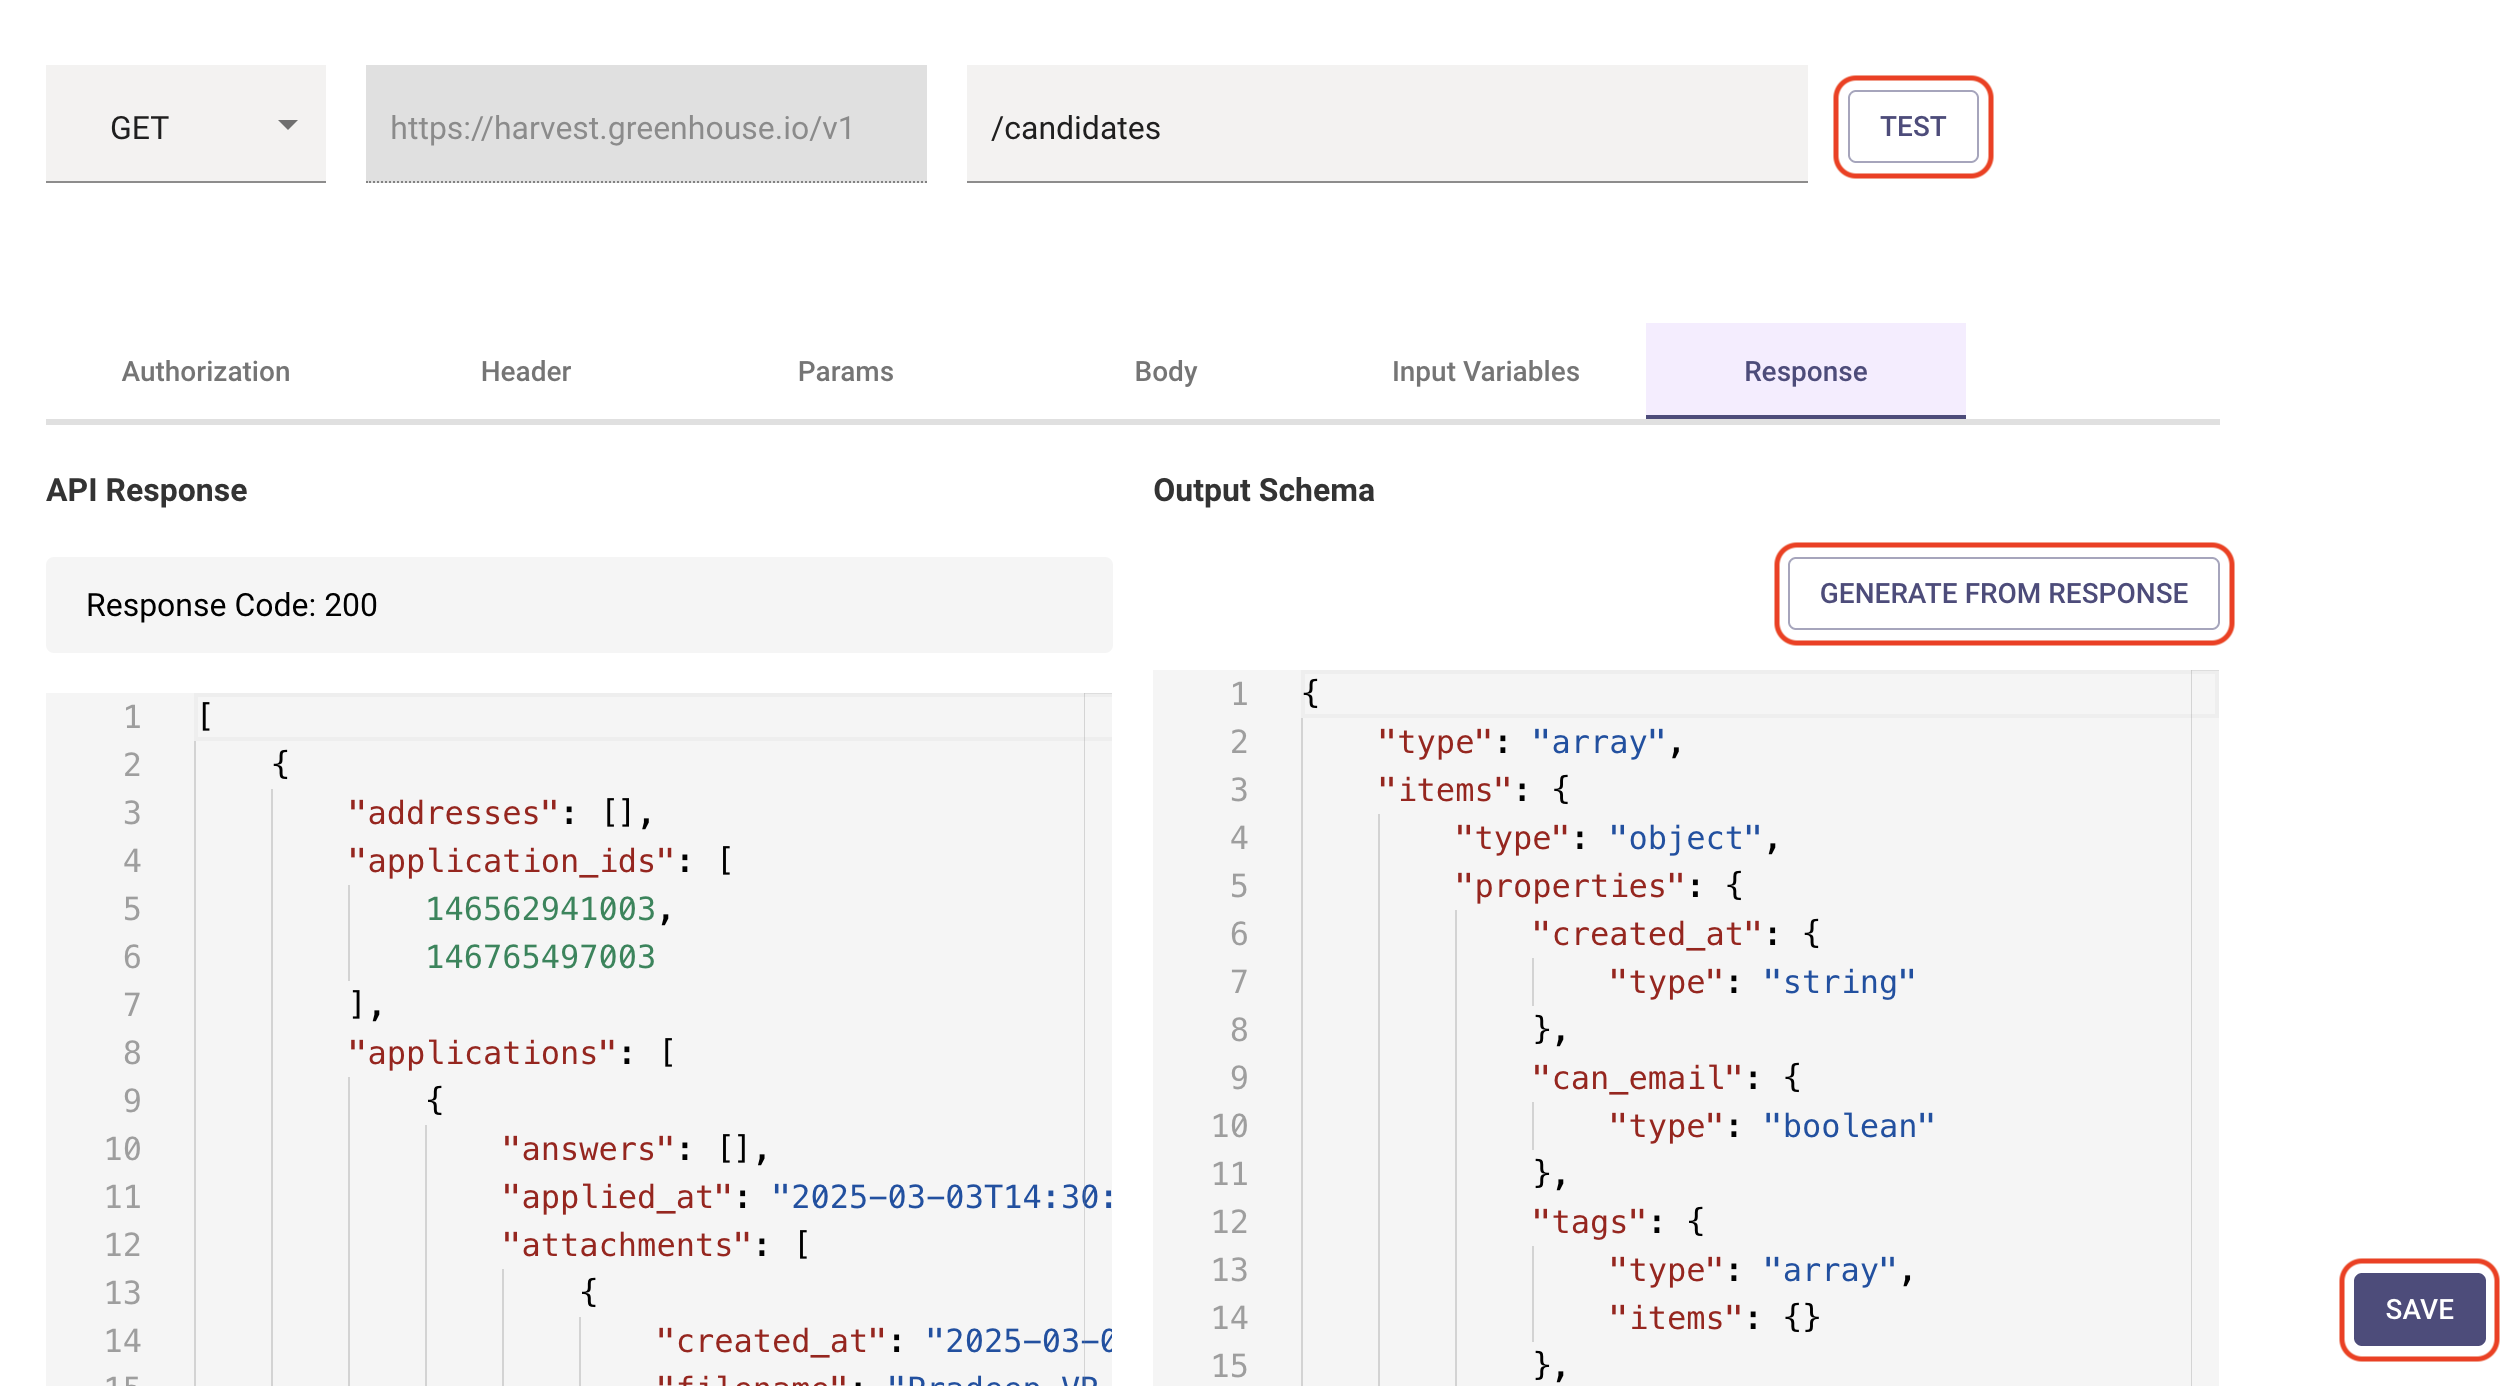 GET
https://harvest.greenhouse.io/v1
/candidates
TEST
Authorization
Header
Params
Body
Input Variables
Response
API Response
Response Code: 200
1 [
2 {
3 "addresses": [],
4 "application_ids": [
5 146562941003,
6 146765497003
7 ],
8 "applications": [
9 {
10 "answers": [],
11 "applied_at": "2025-03-03T14:30:
12 "attachments": [
13 {
14 "created_at": "2025-03-0
15 "filename": "Pradeep VP
Output Schema
GENERATE FROM RESPONSE
1 {
2 "type": "array",
3 "items": {
4 "type": "object",
5 "properties": {
6 "created_at": {
7 "type": "string"
8 },
9 "can_email": {
10 "type": "boolean"
11 },
12 "tags": {
13 "type": "array",
14 "items": {}
15 },
SAVE